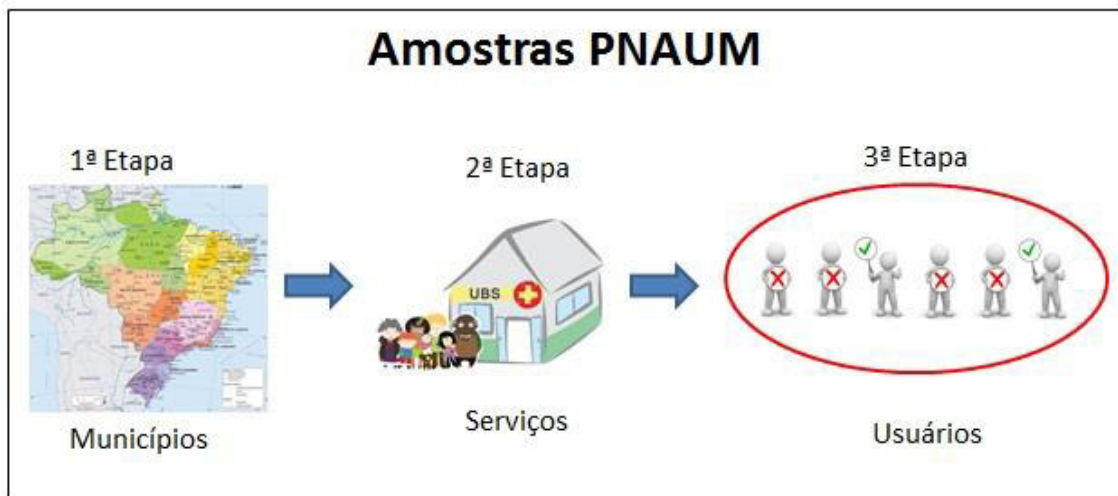 Amostras PNAUM
1ª Etapa
2ª Etapa
3ª Etapa
UBS
Municípios
Serviços
Usuários